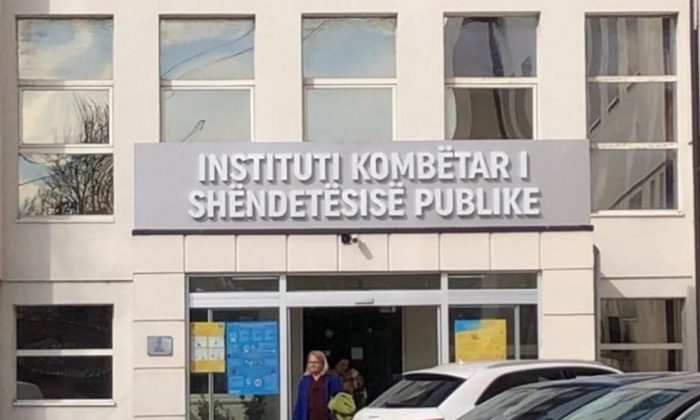 INSTITUTI KOMBËTAR I
SHËNDETËSISË PUBLIKE